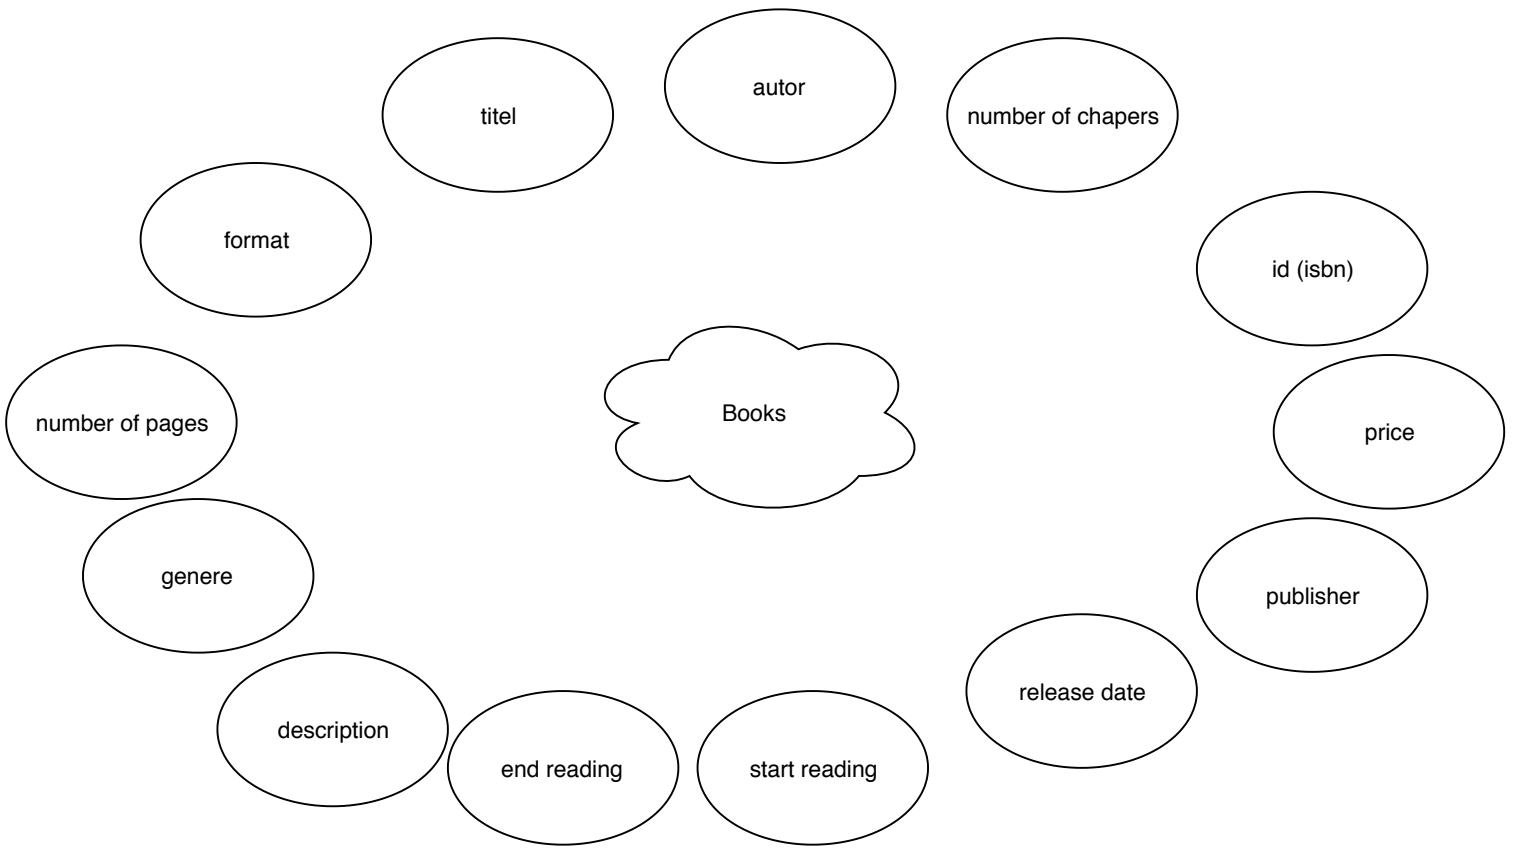 autor
titel
number of chapers
format
id (isbn)
Books
number of pages
price
genere
publisher
release date
description
end reading
start reading